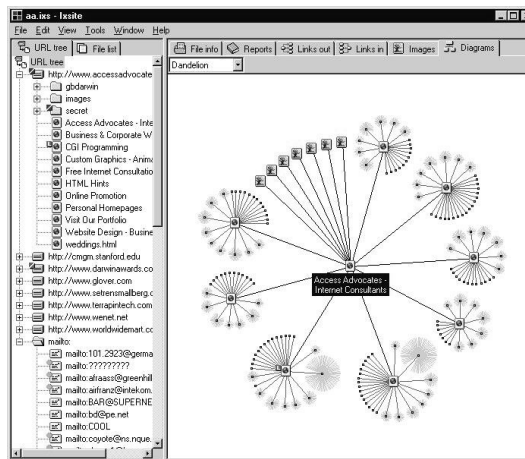 aa.ixs - Ixsite
File Edit View Tools Window Help
URL tree File list
File info Reports Links out Links in Images Diagrams
Dandelion
URL tree
http://www.accessadvocate
gbdarwin
images
secret
Access Advocates - Inte
Business & Corporate W
CGI Programming
Custom Graphics - Anima
Free Internet Consultatio
HTML Hints
Online Promotion
Personal Homepages
Visit Our Portfolio
Website Design - Busine
weddings.html
http://cmgm.stanford.edu
http://www.darwinawards.co
http://www.glover.com
http://www.setrensmallberg.c
http://www.terrapintech.com
http://www.wenet.net
http://www.worldwidemart.cc
mailto:
mailto:101.2923@germa
mailto:?????????
mailto:afraass@greenhill
mailto:airfranz@intekom.
mailto:BAR@SUPERNE
mailto:bd@pe.net
mailto:COOL
mailto:coyote@ns.nque.
Access Advocates -
Internet Consultants